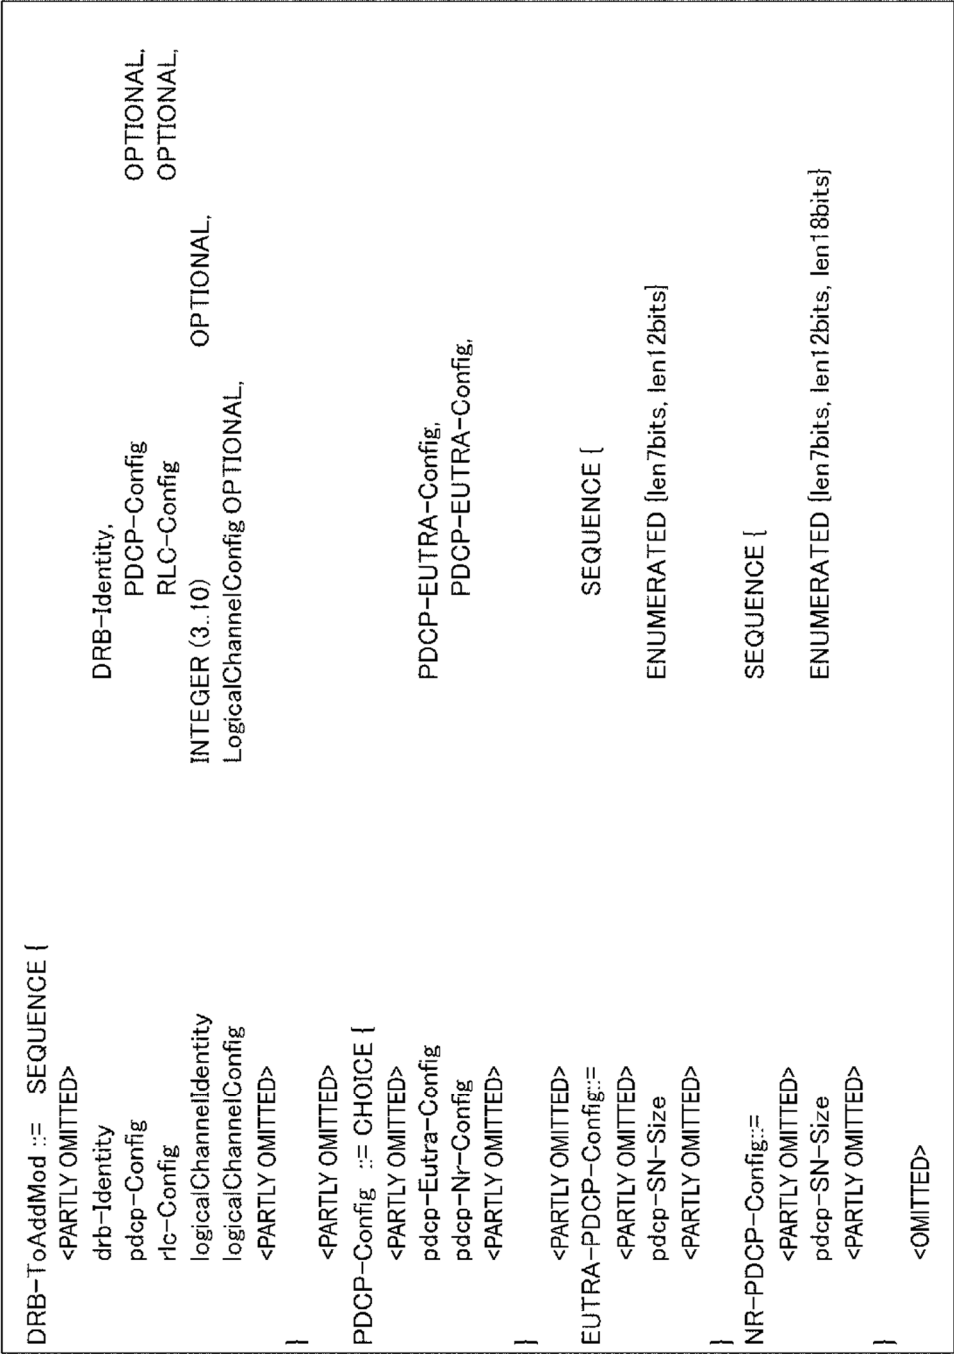 DRB-ToAddMod ::= SEQUENCE {
<PARTLY OMITTED>
drb-Identity DRB-Identity,
pdcp-Config PDCP-Config OPTIONAL,
rlc-Config RLC-Config OPTIONAL,
logicalChannelIdentity INTEGER (3..10) OPTIONAL,
logicalChannelConfig LogicalChannelConfig OPTIONAL,
<PARTLY OMITTED>
}
<PARTLY OMITTED>
PDCP-Config ::= CHOICE {
<PARTLY OMITTED>
pdcp-Eutra-Config PDCP-EUTRA-Config,
pdcp-Nr-Config PDCP-EUTRA-Config,
<PARTLY OMITTED>
}
<PARTLY OMITTED>
EUTRA-PDCP-Config::= SEQUENCE {
<PARTLY OMITTED>
pdcp-SN-Size ENUMERATED {len7bits, len12bits}
<PARTLY OMITTED>
}
NR-PDCP-Config::= SEQUENCE {
<PARTLY OMITTED>
pdcp-SN-Size ENUMERATED {len7bits, len12bits, len18bits}
<PARTLY OMITTED>
}
<OMITTED>